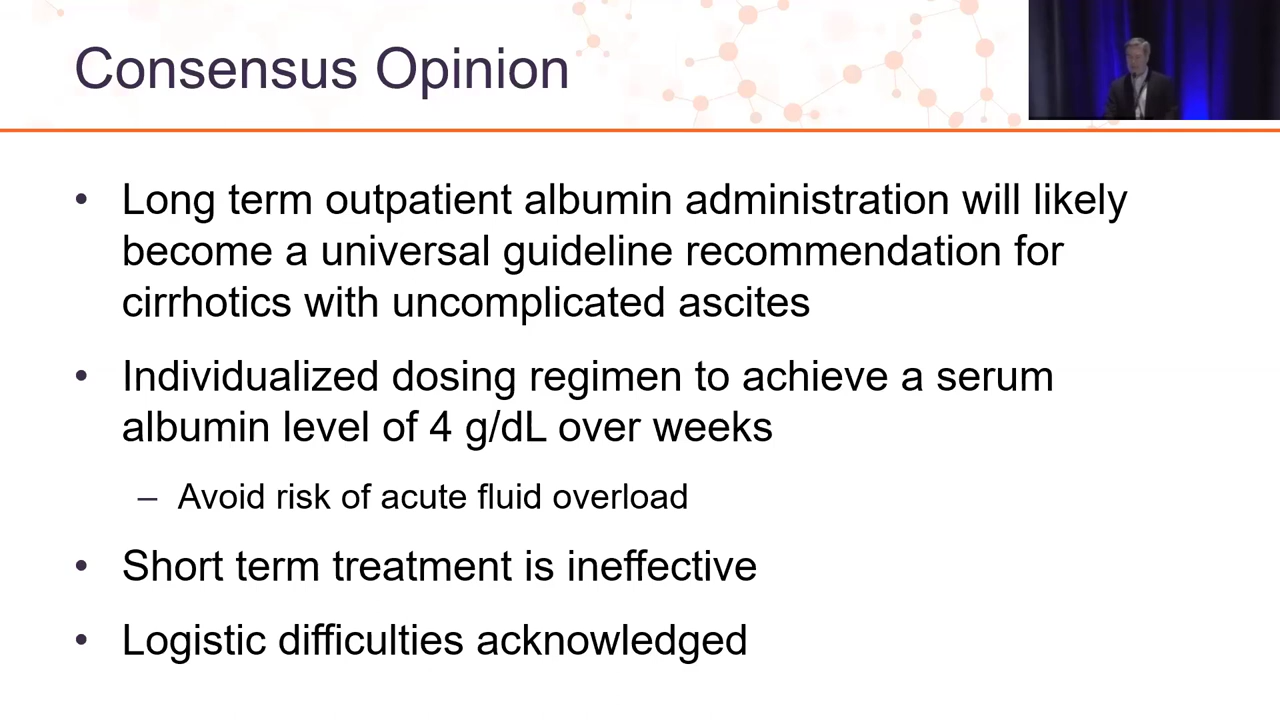 Consensus Opinion
• Long term outpatient albumin administration will likely
become a universal guideline recommendation for
cirrhotics with uncomplicated ascites
• Individualized dosing regimen to achieve a serum
albumin level of 4 g/dL over weeks
– Avoid risk of acute fluid overload
• Short term treatment is ineffective
• Logistic difficulties acknowledged